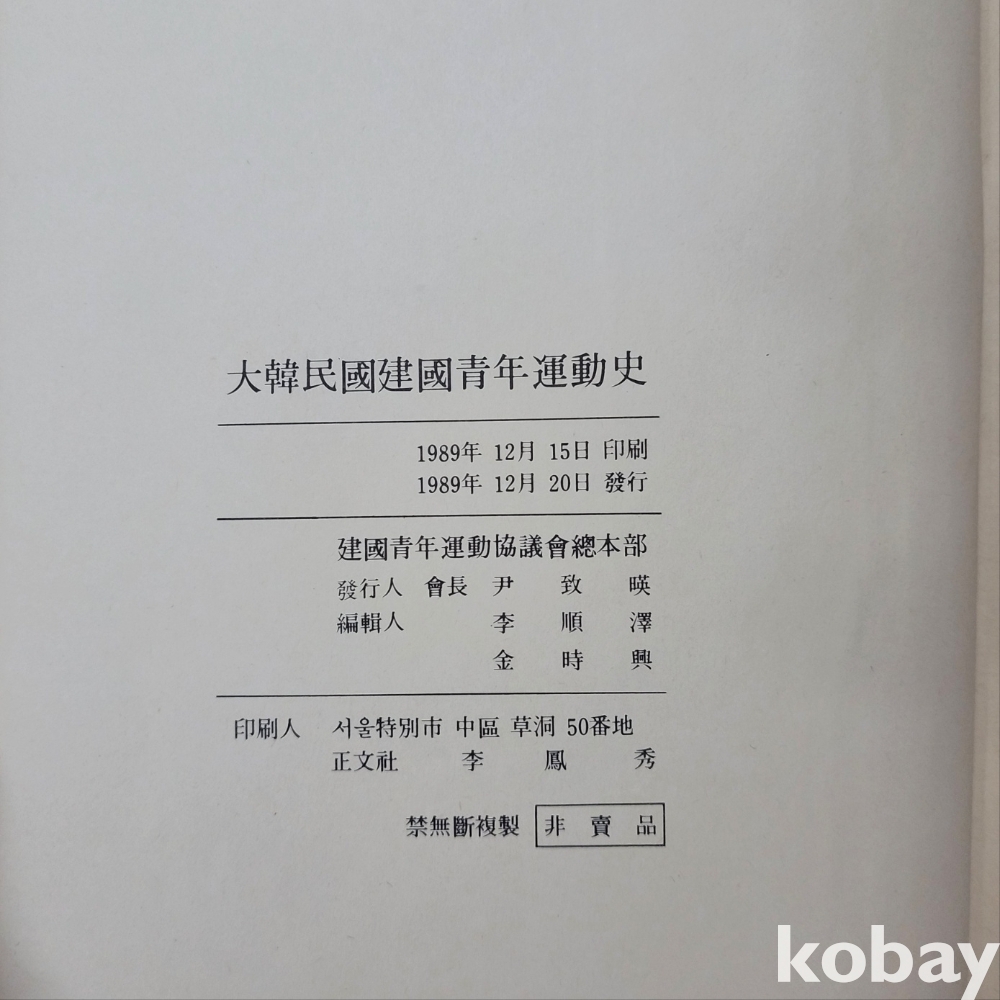 大韓民國建國青年運動史
1989年 12月 15日 印刷
1989年 12月 20日 發行
建國青年運動協議會總本部
發行人 會長 尹致暎
編輯人 李順澤
金時興
印刷人 서울特別市 中區 草洞 50番地
正文社 李鳳秀
禁無斷複製 非賣品
kobay